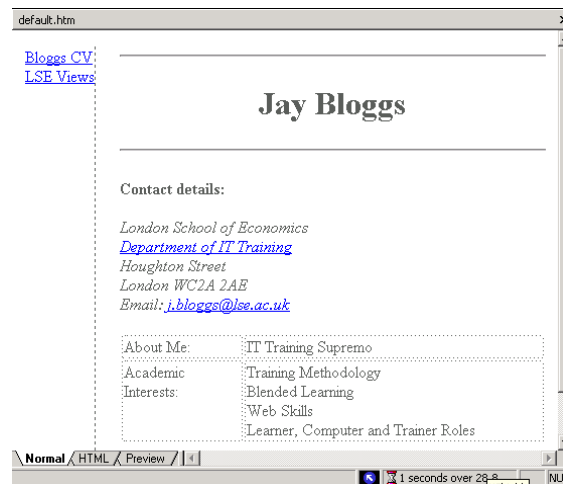 default.htm
Bloggs CV
LSE Views
Jay Bloggs
Contact details:
London School of Economics
Department of IT Training
Houghton Street
London WC2A 2AE
Email: j.bloggs@lse.ac.uk
About Me: IT Training Supremo
Academic Training Methodology
Interests: Blended Learning
Web Skills
Learner, Computer and Trainer Roles
Normal HTML Preview
1 seconds over 28.8